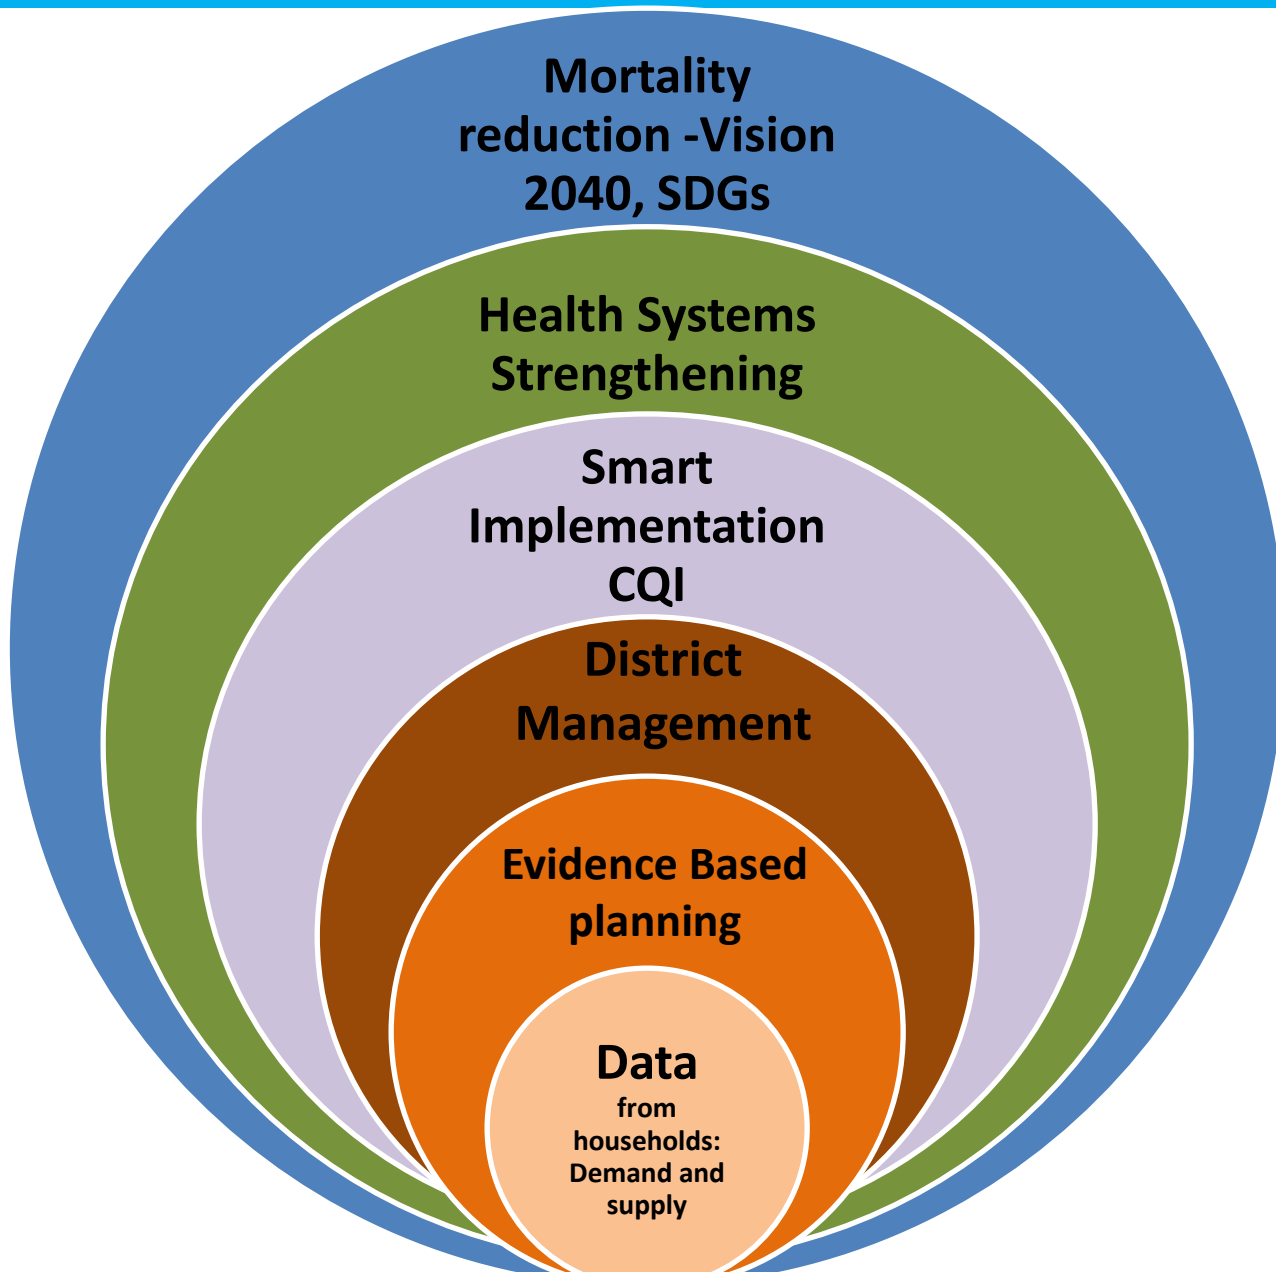 Mortality
reduction -Vision
2040, SDGs
Health Systems
Strengthening
Smart
Implementation
CQI
District
Management
Evidence Based
planning
Data
from
households:
Demand and
supply